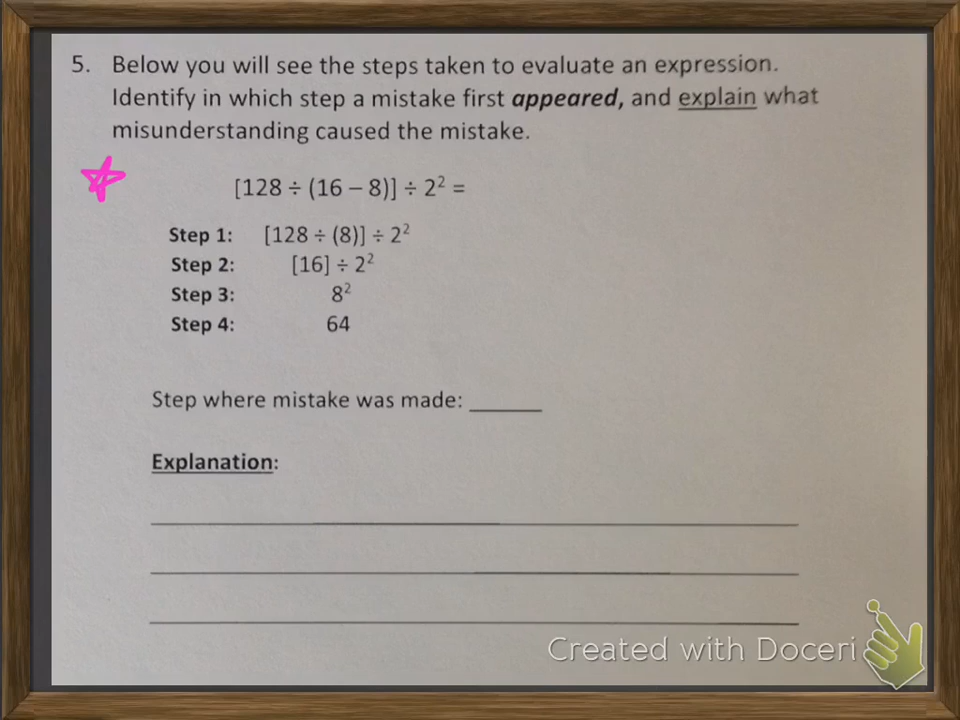 5. Below you will see the steps taken to evaluate an expression.
Identify in which step a mistake first appeared, and explain what
misunderstanding caused the mistake.
[128 ÷ (16 – 8)] ÷ 2² =
Step 1: [128 ÷ (8)] ÷ 2²
Step 2: [16] ÷ 2²
Step 3: 8²
Step 4: 64
Step where mistake was made: ______
Explanation:
Created with Doceri